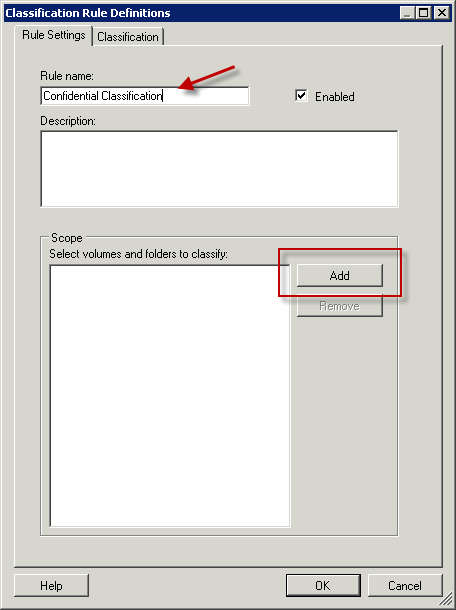 Classification Rule Definitions
Rule Settings
Classification
Rule name:
Confidential Classification
Enabled
Description:
Scope
Select volumes and folders to classify:
Add
Remove
Help
OK
Cancel